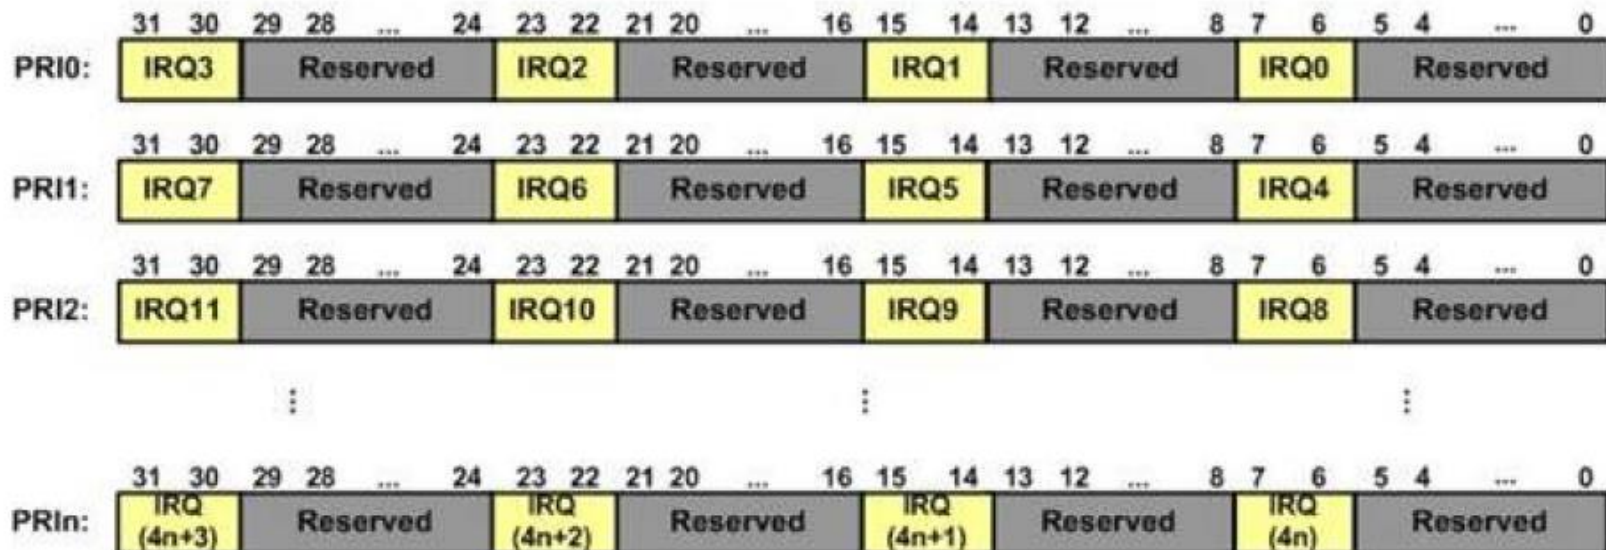 31 30 29 28 ... 24 23 22 21 20 ... 16 15 14 13 12 ... 8 7 6 5 4 ... 0
PRI0: IRQ3 Reserved IRQ2 Reserved IRQ1 Reserved IRQ0 Reserved
31 30 29 28 ... 24 23 22 21 20 ... 16 15 14 13 12 ... 8 7 6 5 4 ... 0
PRI1: IRQ7 Reserved IRQ6 Reserved IRQ5 Reserved IRQ4 Reserved
31 30 29 28 ... 24 23 22 21 20 ... 16 15 14 13 12 ... 8 7 6 5 4 ... 0
PRI2: IRQ11 Reserved IRQ10 Reserved IRQ9 Reserved IRQ8 Reserved
⋮ ⋮ ⋮
31 30 29 28 ... 24 23 22 21 20 ... 16 15 14 13 12 ... 8 7 6 5 4 ... 0
PRIn: IRQ (4n+3) Reserved IRQ (4n+2) Reserved IRQ (4n+1) Reserved IRQ (4n) Reserved